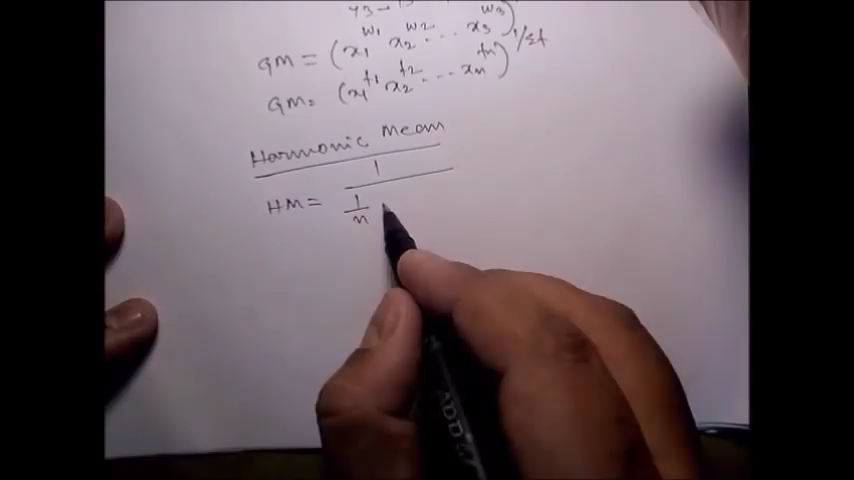 w1 w2 w3
GM = (x1 x2 ... x3)1/Σf
f1 f2 fn
GM = (x1 x2 ... xn)
Harmonic Mean
1
HM = 1/n